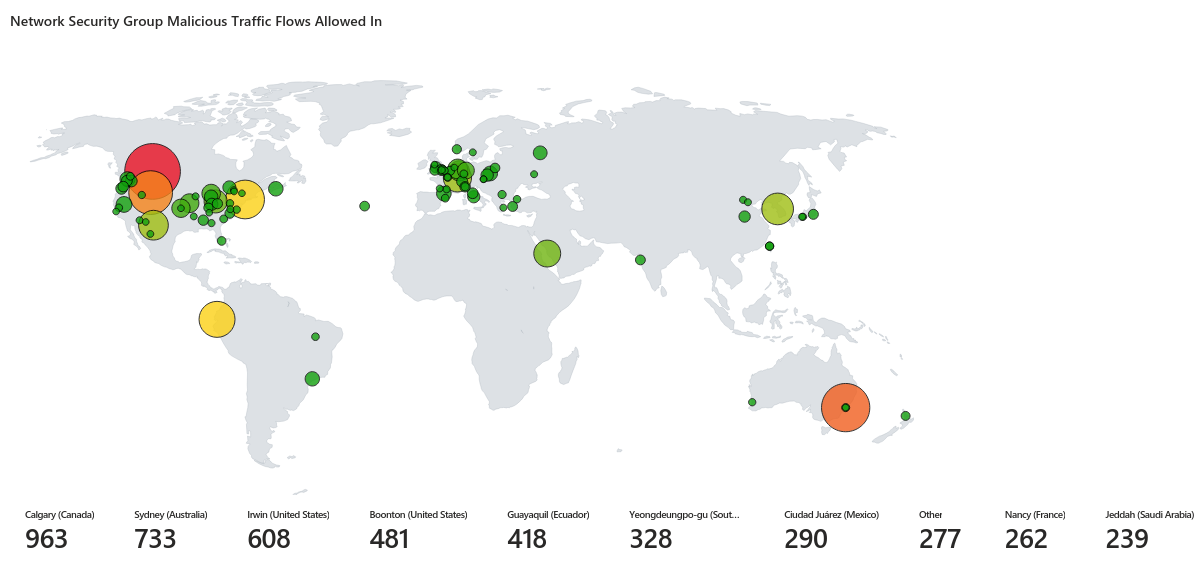 Network Security Group Malicious Traffic Flows Allowed In
Calgary (Canada)
963
Sydney (Australia)
733
Irwin (United States)
608
Boonton (United States)
481
Guayaquil (Ecuador)
418
Yeongdeungpo-gu (Sout...
328
Ciudad Juárez (Mexico)
290
Other
277
Nancy (France)
262
Jeddah (Saudi Arabia)
239